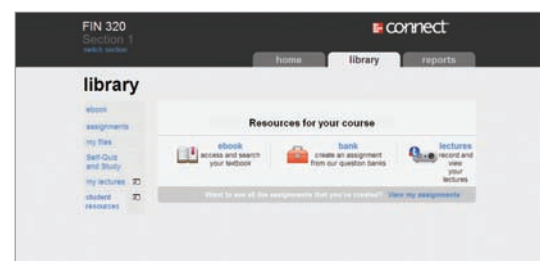 FIN 320
Section 1
switch section
connect
home
library
reports
library
ebook
assignments
my files
Self-Quiz
and Study
my lectures
student
resources
Resources for your course
ebook
access and search
your textbook
bank
create an assignment
from our question banks
lectures
record and
view
your
lectures
Want to see all the assignments that you've created? View my assignments